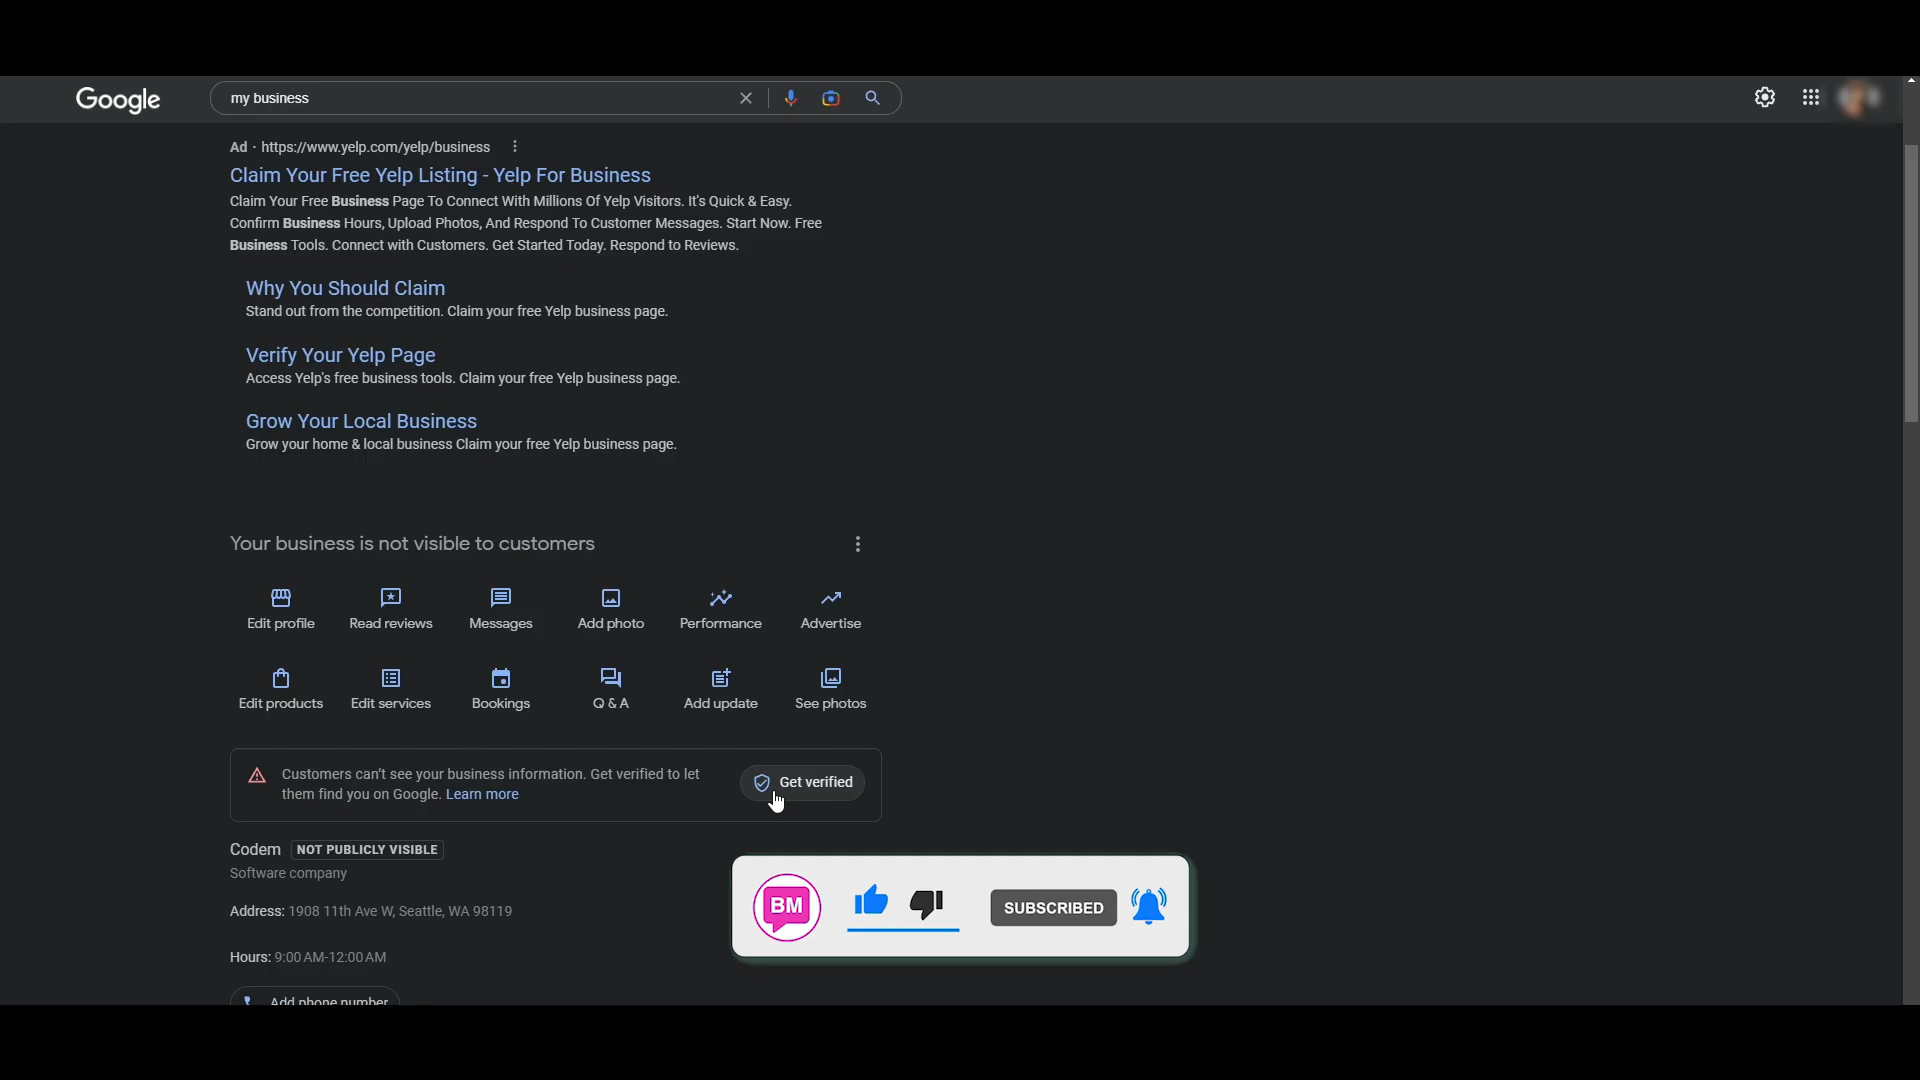 Google
my business
Ad · https://www.yelp.com/yelp/business
Claim Your Free Yelp Listing - Yelp For Business
Claim Your Free Business Page To Connect With Millions Of Yelp Visitors. It's Quick & Easy.
Confirm Business Hours, Upload Photos, And Respond To Customer Messages. Start Now. Free
Business Tools. Connect with Customers. Get Started Today. Respond to Reviews.
Why You Should Claim
Stand out from the competition. Claim your free Yelp business page.
Verify Your Yelp Page
Access Yelp's free business tools. Claim your free Yelp business page.
Grow Your Local Business
Grow your home & local business Claim your free Yelp business page.
Your business is not visible to customers
Edit profile Read reviews Messages Add photo Performance Advertise
Edit products Edit services Bookings Q & A Add update See photos
Customers can't see your business information. Get verified to let
them find you on Google. Learn more
Get verified
Codem NOT PUBLICLY VISIBLE
Software company
Address: 1908 11th Ave W, Seattle, WA 98119
Hours: 9:00 AM-12:00 AM
Add phone number
BM
SUBSCRIBED